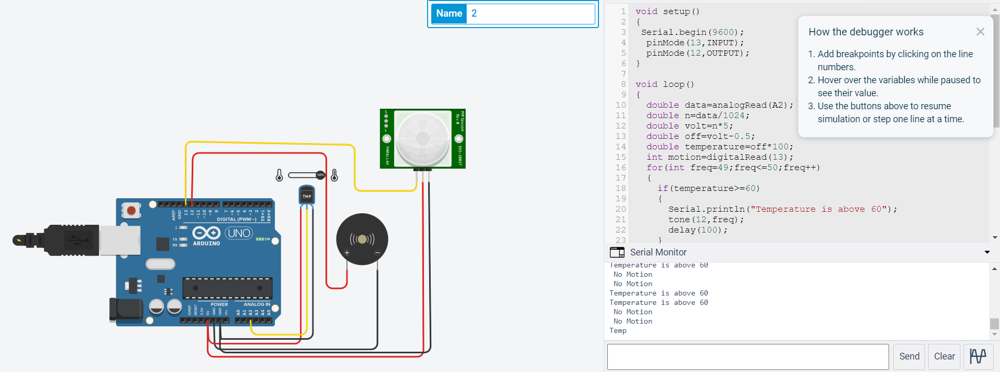 Name 2
S
L
PIR SENSOR
REV B
PARALLAX
555-28027
TMP
AREF
GND
13
12
~11
~10
~9
8
7
~6
~5
4
~3
2
TX→1
RX←0
DIGITAL (PWM~)
L
TX
RX
ARDUINO
UNO
ON
POWER
ANALOG IN
IOREF
RESET
3.3V
5V
GND
GND
Vin
A0
A1
A2
A3
A4
A5
1 void setup()
2 {
3 Serial.begin(9600);
4 pinMode(13,INPUT);
5 pinMode(12,OUTPUT);
6 }
7
8 void loop()
9 {
10 double data=analogRead(A2);
11 double n=data/1024;
12 double volt=n*5;
13 double off=volt-0.5;
14 double temperature=off*100;
15 int motion=digitalRead(13);
16 for(int freq=49;freq<=50;freq++)
17 {
18 if(temperature>=60)
19 {
20 Serial.println("Temperature is above 60");
21 tone(12,freq);
22 delay(100);
23 }
How the debugger works
1. Add breakpoints by clicking on the line
numbers.
2. Hover over the variables while paused to
see their value.
3. Use the buttons above to resume
simulation or step one line at a time.
Serial Monitor
Temperature is above 60
No Motion
No Motion
Temperature is above 60
Temperature is above 60
No Motion
No Motion
Temp
Send
Clear